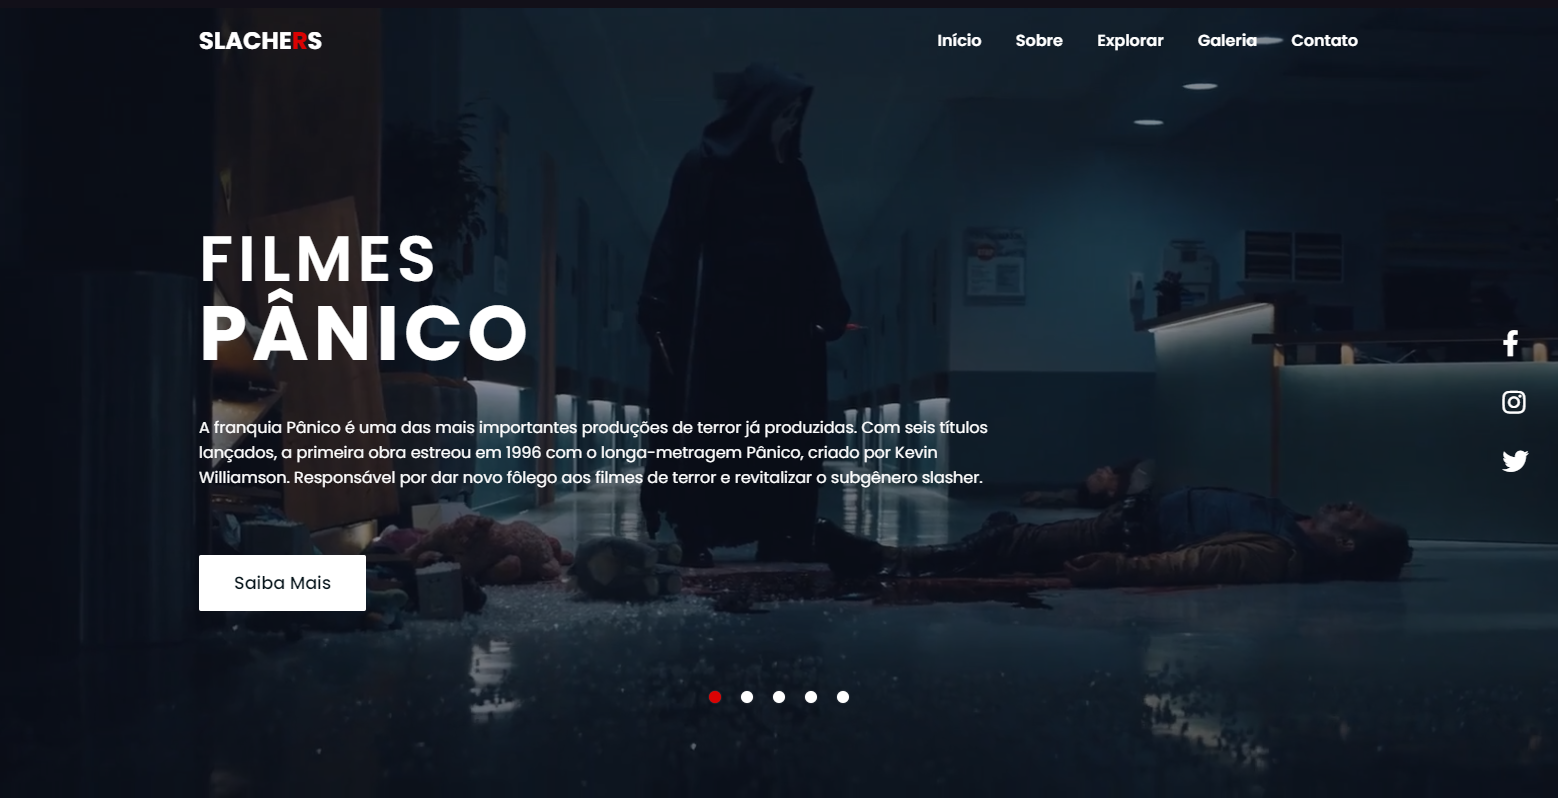 SLACHERS
Início Sobre Explorar Galeria Contato
FILMES
PÂNICO
A franquia Pânico é uma das mais importantes produções de terror já produzidas. Com seis títulos
lançados, a primeira obra estreou em 1996 com o longa-metragem Pânico, criado por Kevin
Williamson. Responsável por dar novo fôlego aos filmes de terror e revitalizar o subgênero slasher.
Saiba Mais